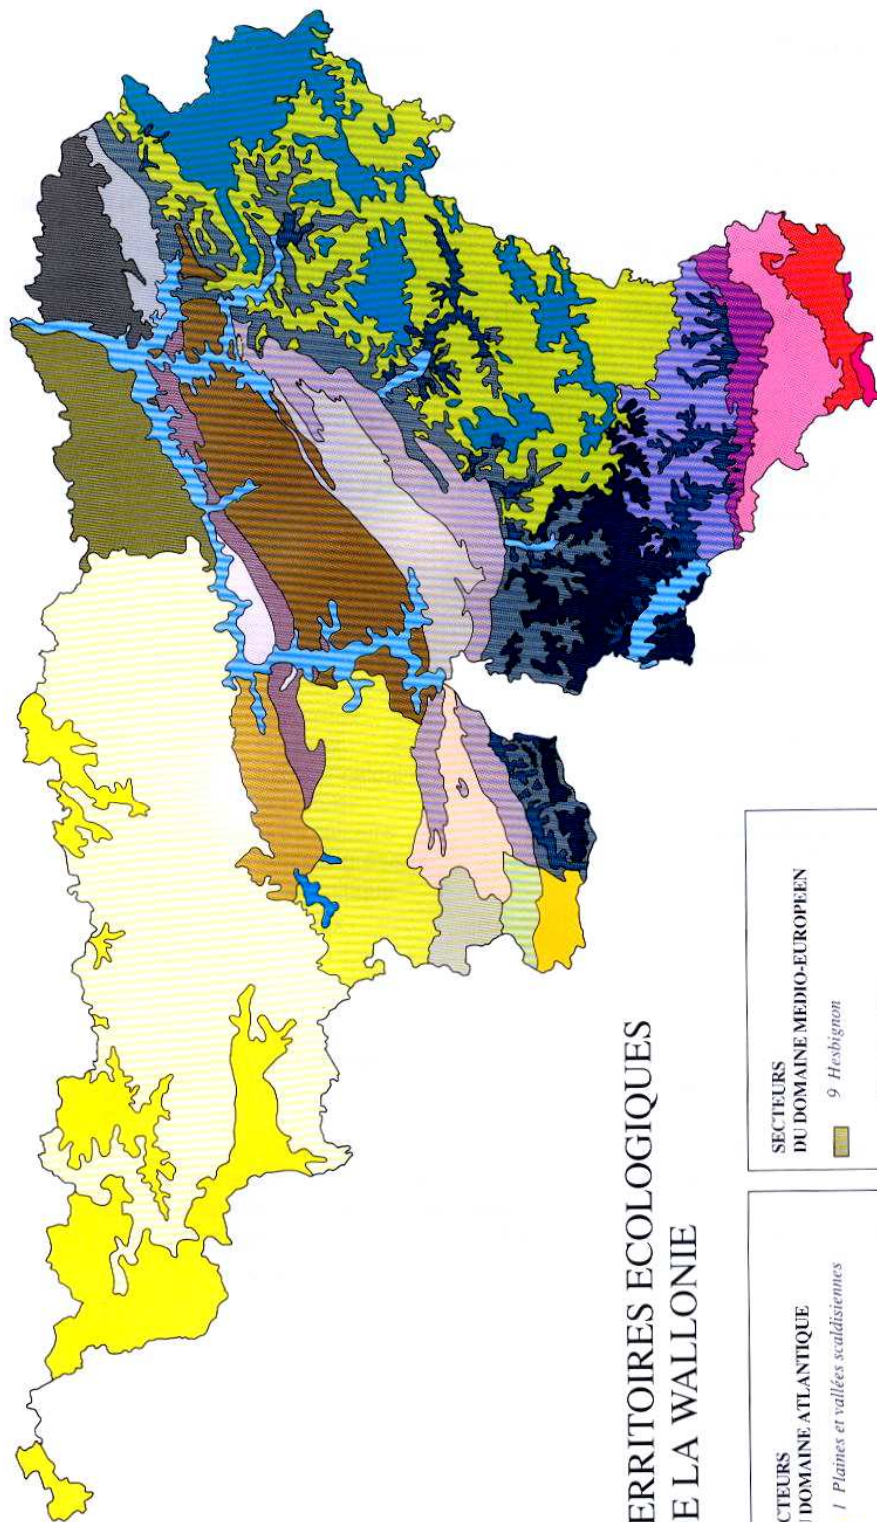 ERRITOIRES ECOLOGIQUES
E LA WALLONIE
CTEURS
DOMAINE ATLANTIQUE
1 Plaines et vallées scaldisiennes
SECTEURS
DU DOMAINE MEDIO-EUROPEEN
9 Hesbignon